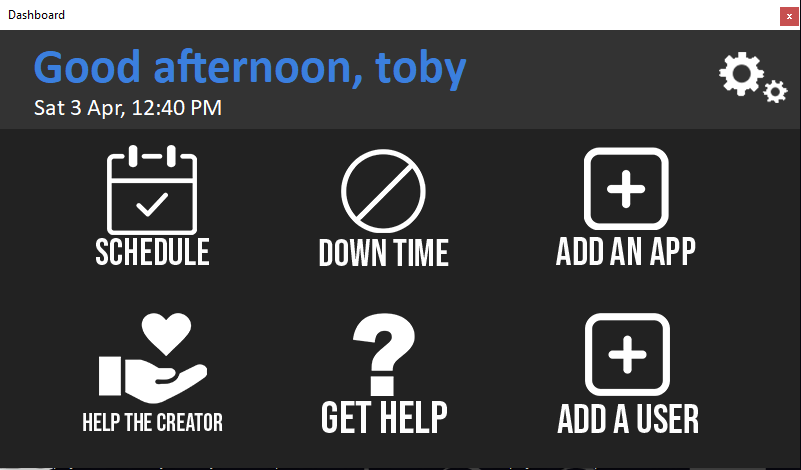 Dashboard
x
Good afternoon, toby
Sat 3 Apr, 12:40 PM
SCHEDULE
DOWN TIME
ADD AN APP
HELP THE CREATOR
GET HELP
ADD A USER